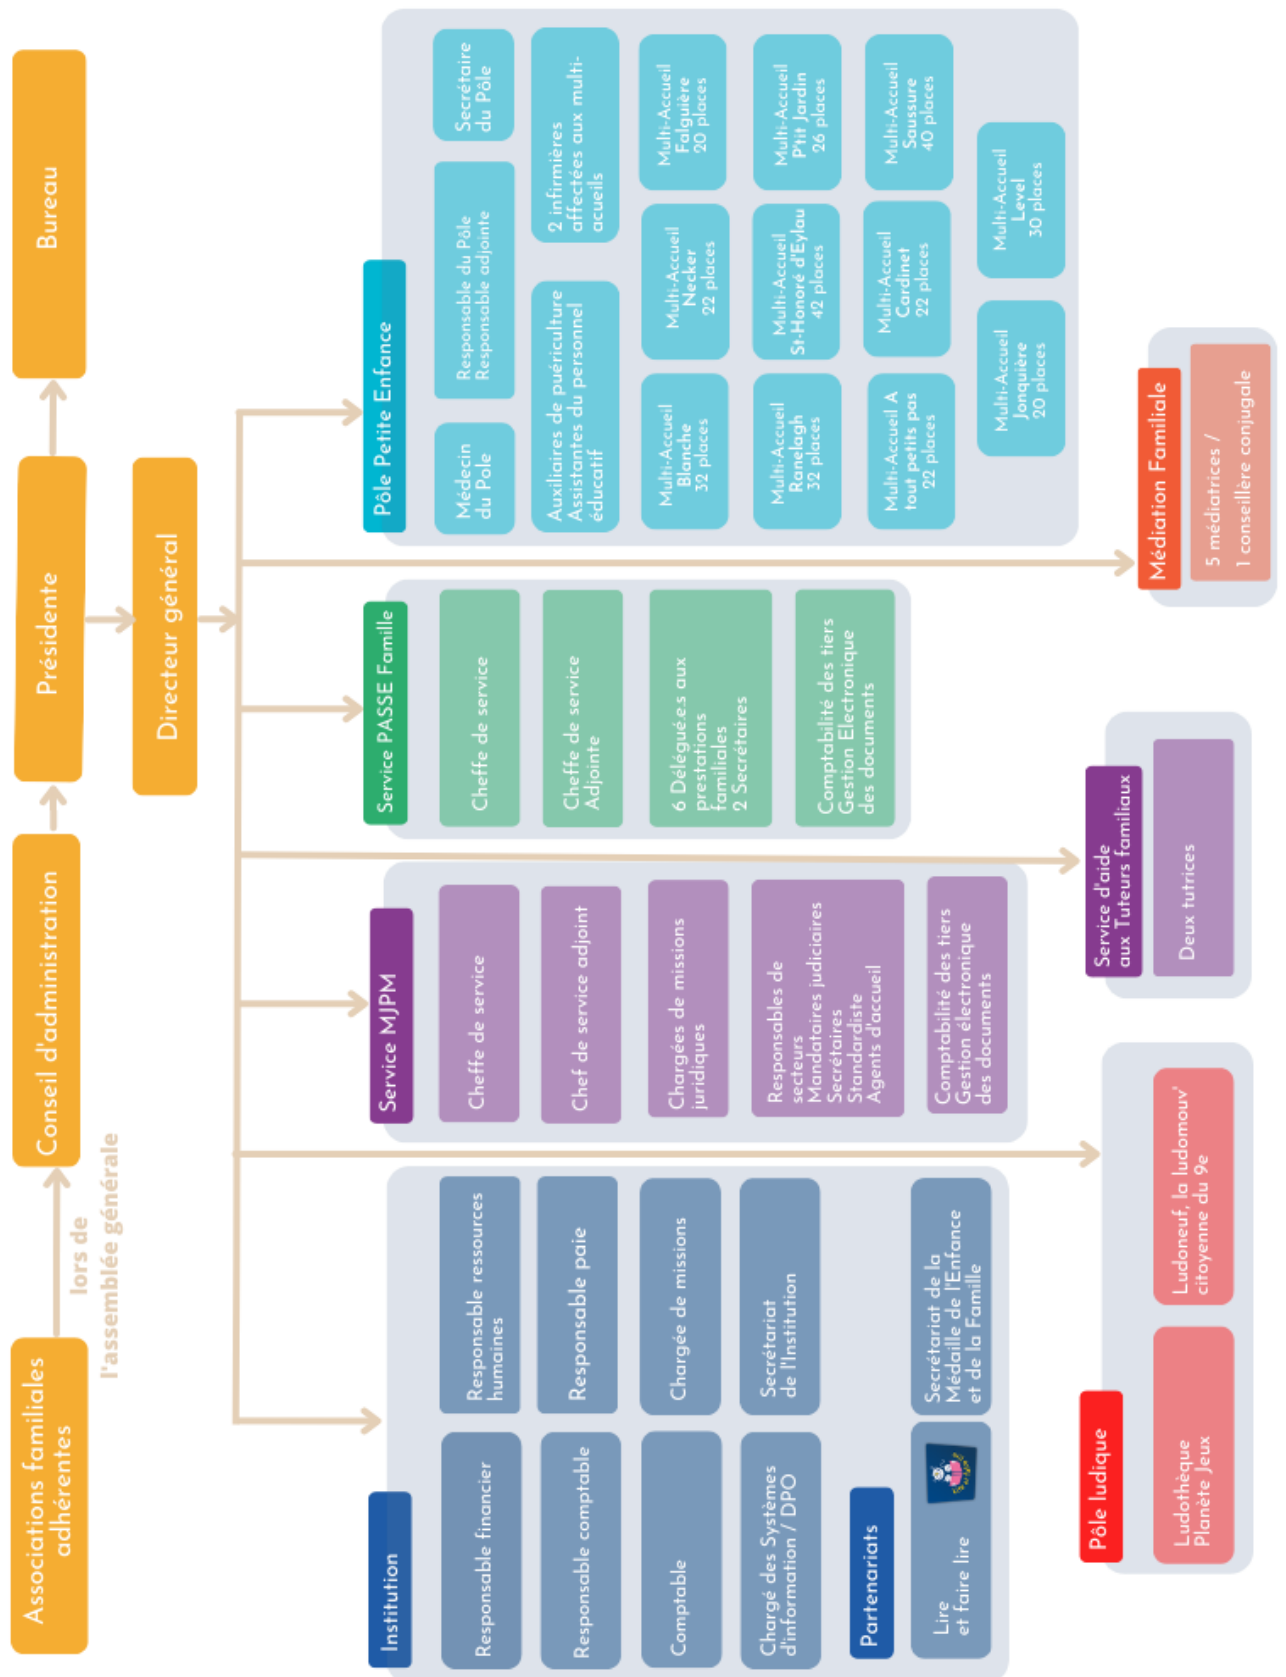 Associations familiales
adhérentes
lors de
l'assemblée générale
Conseil d'administration
Présidente
Bureau
Directeur général
Institution
Responsable financier
Responsable ressources
humaines
Responsable comptable
Responsable paie
Comptable
Chargée de missions
Chargé des Systèmes
d'information / DPO
Secrétariat
de l'Institution
Partenariats
Lire
et faire lire
Secrétariat de la
Médaille de l'Enfance
et de la Famille
Service MJPM
Cheffe de service
Chef de service adjoint
Chargées de missions
juridiques
Responsables de
secteurs
Mandataires judiciaires
Secrétaires
Standardiste
Agents d'accueil
Comptabilité des tiers
Gestion électronique
des documents
Service PASSE Famille
Cheffe de service
Cheffe de service
Adjointe
6 Délégué.e.s aux
prestations
familiales
2 Secrétaires
Comptabilité des tiers
Gestion Electronique
des documents
Pôle Petite Enfance
Médecin
du Pole
Responsable du Pôle
Responsable adjointe
Secrétaire
du Pôle
Auxiliaires de puériculture
Assistantes du personnel
éducatif
2 infirmières
affectées aux multi-
acueils
Multi-Accueil
Blanche
32 places
Multi-Accueil
Necker
22 places
Multi-Accueil
Falguière
20 places
Multi-Accueil
Ranelagh
32 places
Multi-Accueil
St-Honoré d'Eylau
42 places
Multi-Accueil
P'tit Jardin
26 places
Multi-Accueil A
tout petits pas
22 places
Multi-Accueil
Cardinet
22 places
Multi-Accueil
Saussure
40 places
Multi-Accueil
Jonquière
20 places
Multi-Accueil
Level
30 places
Pôle ludique
Ludothèque
Planète Jeux
Ludoneuf, la ludomouv'
citoyenne du 9e
Service d'aide
aux Tuteurs familiaux
Deux tutrices
Médiation Familiale
5 médiatrices /
1 conseillère conjugale